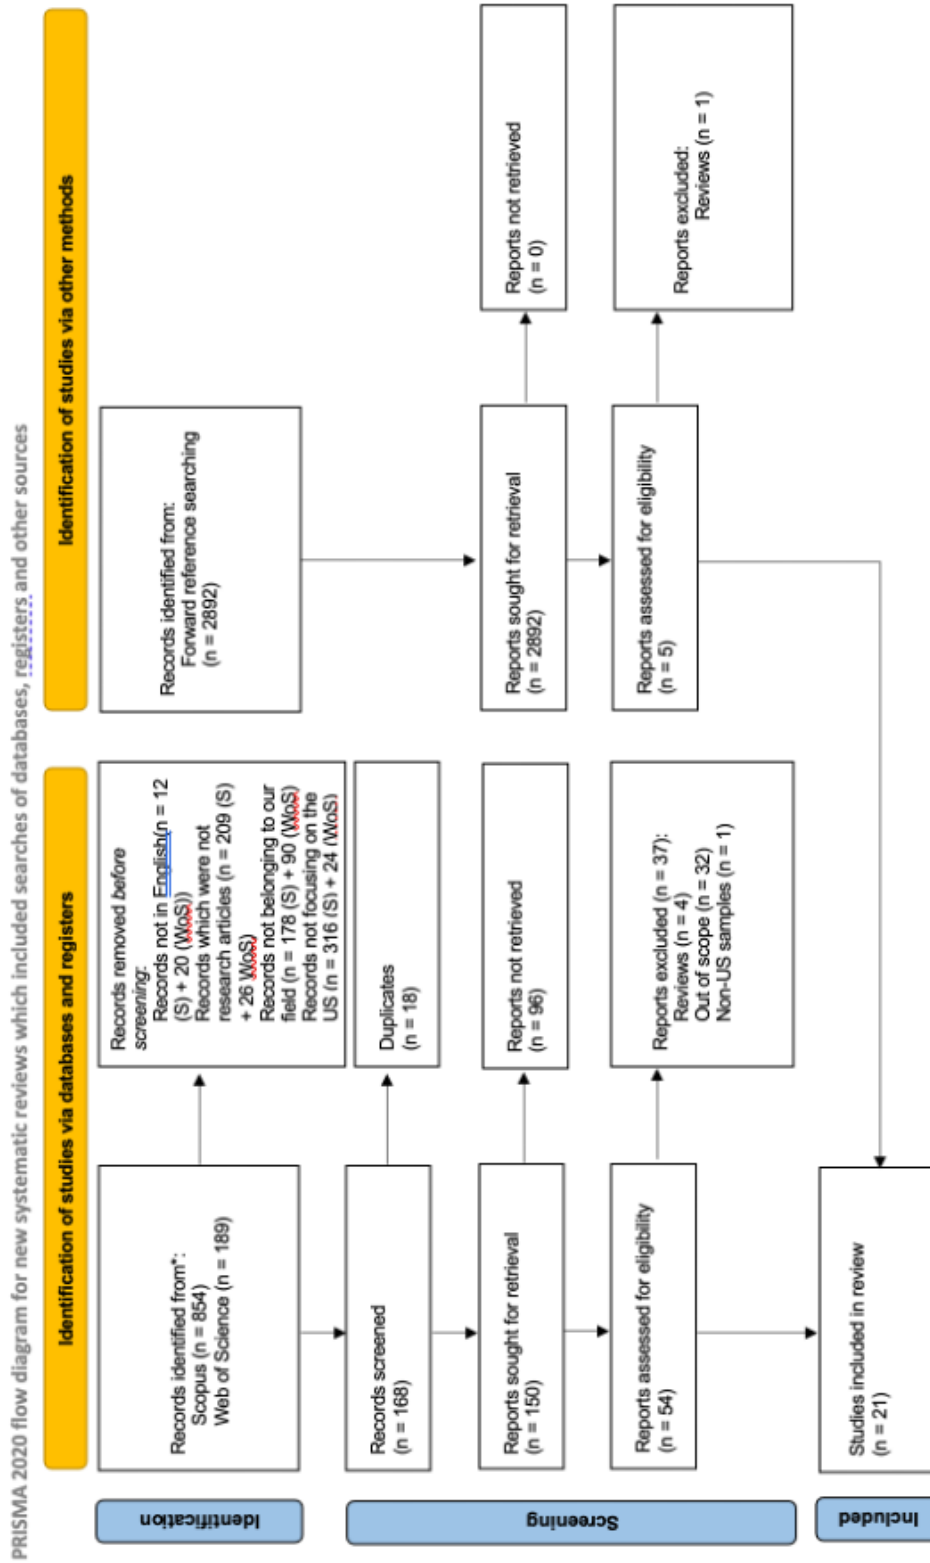 PRISMA 2020 flow diagram for new systematic reviews which included searches of databases, registers and other sources
Identification of studies via databases and registers
Identification of studies via other methods
Identification
Records identified from*:
Scopus (n = 854)
Web of Science (n = 189)
Records removed before
screening:
Records not in English(n = 12
(S) + 20 (WoS))
Records which were not
research articles (n = 209 (S)
+ 26 WoS)
Records not belonging to our
field (n = 178 (S) + 90 (WoS)
Records not focusing on the
US (n = 316 (S) + 24 (WoS)
Records identified from:
Forward reference searching
(n = 2892)
Screening
Records screened
(n = 168)
Duplicates
(n = 18)
Reports sought for retrieval
(n = 150)
Reports not retrieved
(n = 96)
Reports sought for retrieval
(n = 2892)
Reports not retrieved
(n = 0)
Reports assessed for eligibility
(n = 54)
Reports excluded (n = 37):
Reviews (n = 4)
Out of scope (n = 32)
Non-US samples (n = 1)
Reports assessed for eligibility
(n = 5)
Reports excluded:
Reviews (n = 1)
Included
Studies included in review
(n = 21)